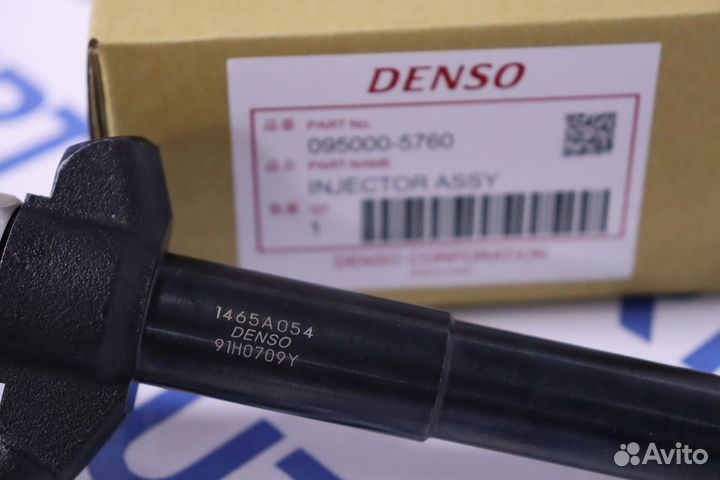 DENSO
品番 PART No.
095000-5760
品名 PART NAME
INJECTOR ASSY
数量 QTY
1
DENSO CORPORATION
1465A054
DENSO
91H0709Y
Avito